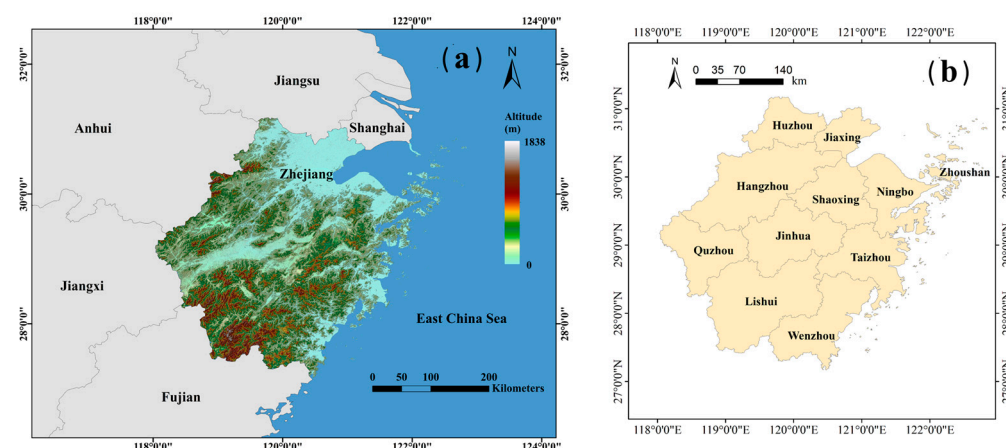 118°0'0" 120°0'0" 122°0'0" 124°0'0"
(a)
N
Jiangsu
Anhui
Shanghai
Altitude
(m)
1838
0
Zhejiang
Jiangxi
East China Sea
Fujian
0 50 100 200
Kilometers
32°0'0"
30°0'0"
28°0'0"
118°0'0" 120°0'0" 122°0'0" 124°0'0"
118°0'0"E 119°0'0"E 120°0'0"E 121°0'0"E 122°0'0"E
(b)
N
0 35 70 140
km
Huzhou
Jiaxing
Zhoushan
Hangzhou
Shaoxing
Ningbo
Jinhua
Quzhou
Taizhou
Lishui
Wenzhou
31°0'0"N
30°0'0"N
29°0'0"N
28°0'0"N
27°0'0"N
118°0'0"E 119°0'0"E 120°0'0"E 121°0'0"E 122°0'0"E